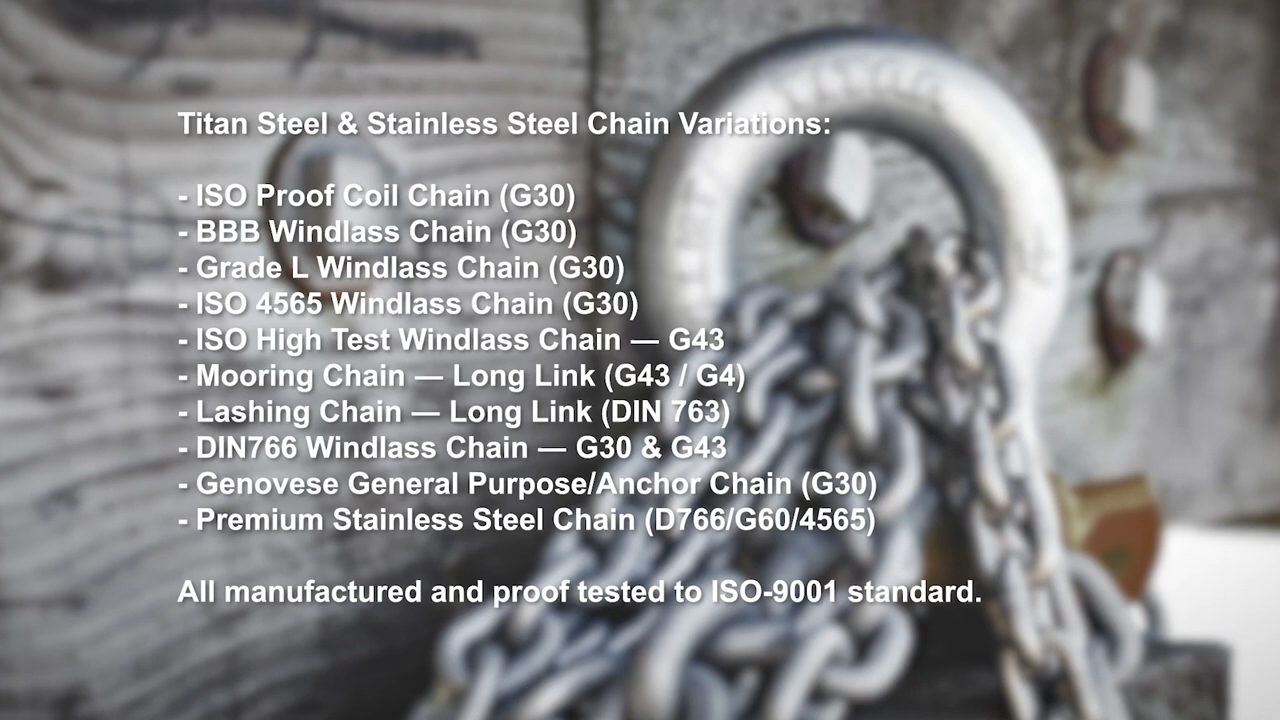 Titan Steel & Stainless Steel Chain Variations:
- ISO Proof Coil Chain (G30)
- BBB Windlass Chain (G30)
- Grade L Windlass Chain (G30)
- ISO 4565 Windlass Chain (G30)
- ISO High Test Windlass Chain — G43
- Mooring Chain — Long Link (G43 / G4)
- Lashing Chain — Long Link (DIN 763)
- DIN766 Windlass Chain — G30 & G43
- Genovese General Purpose/Anchor Chain (G30)
- Premium Stainless Steel Chain (D766/G60/4565)
All manufactured and proof tested to ISO-9001 standard.